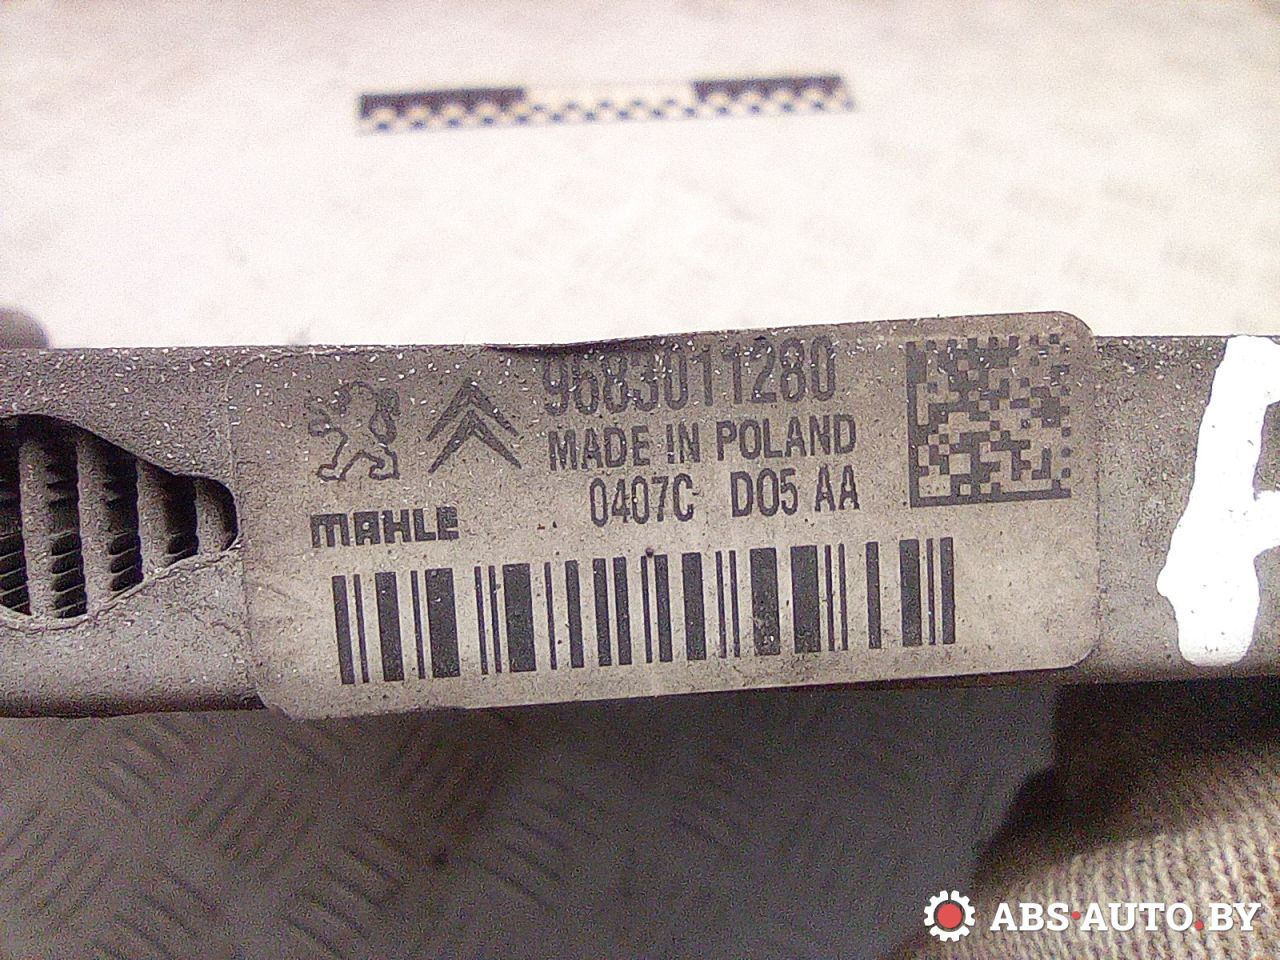 9683011280
MADE IN POLAND
0407C D05 AA
MAHLE
ABS·AUTO.BY